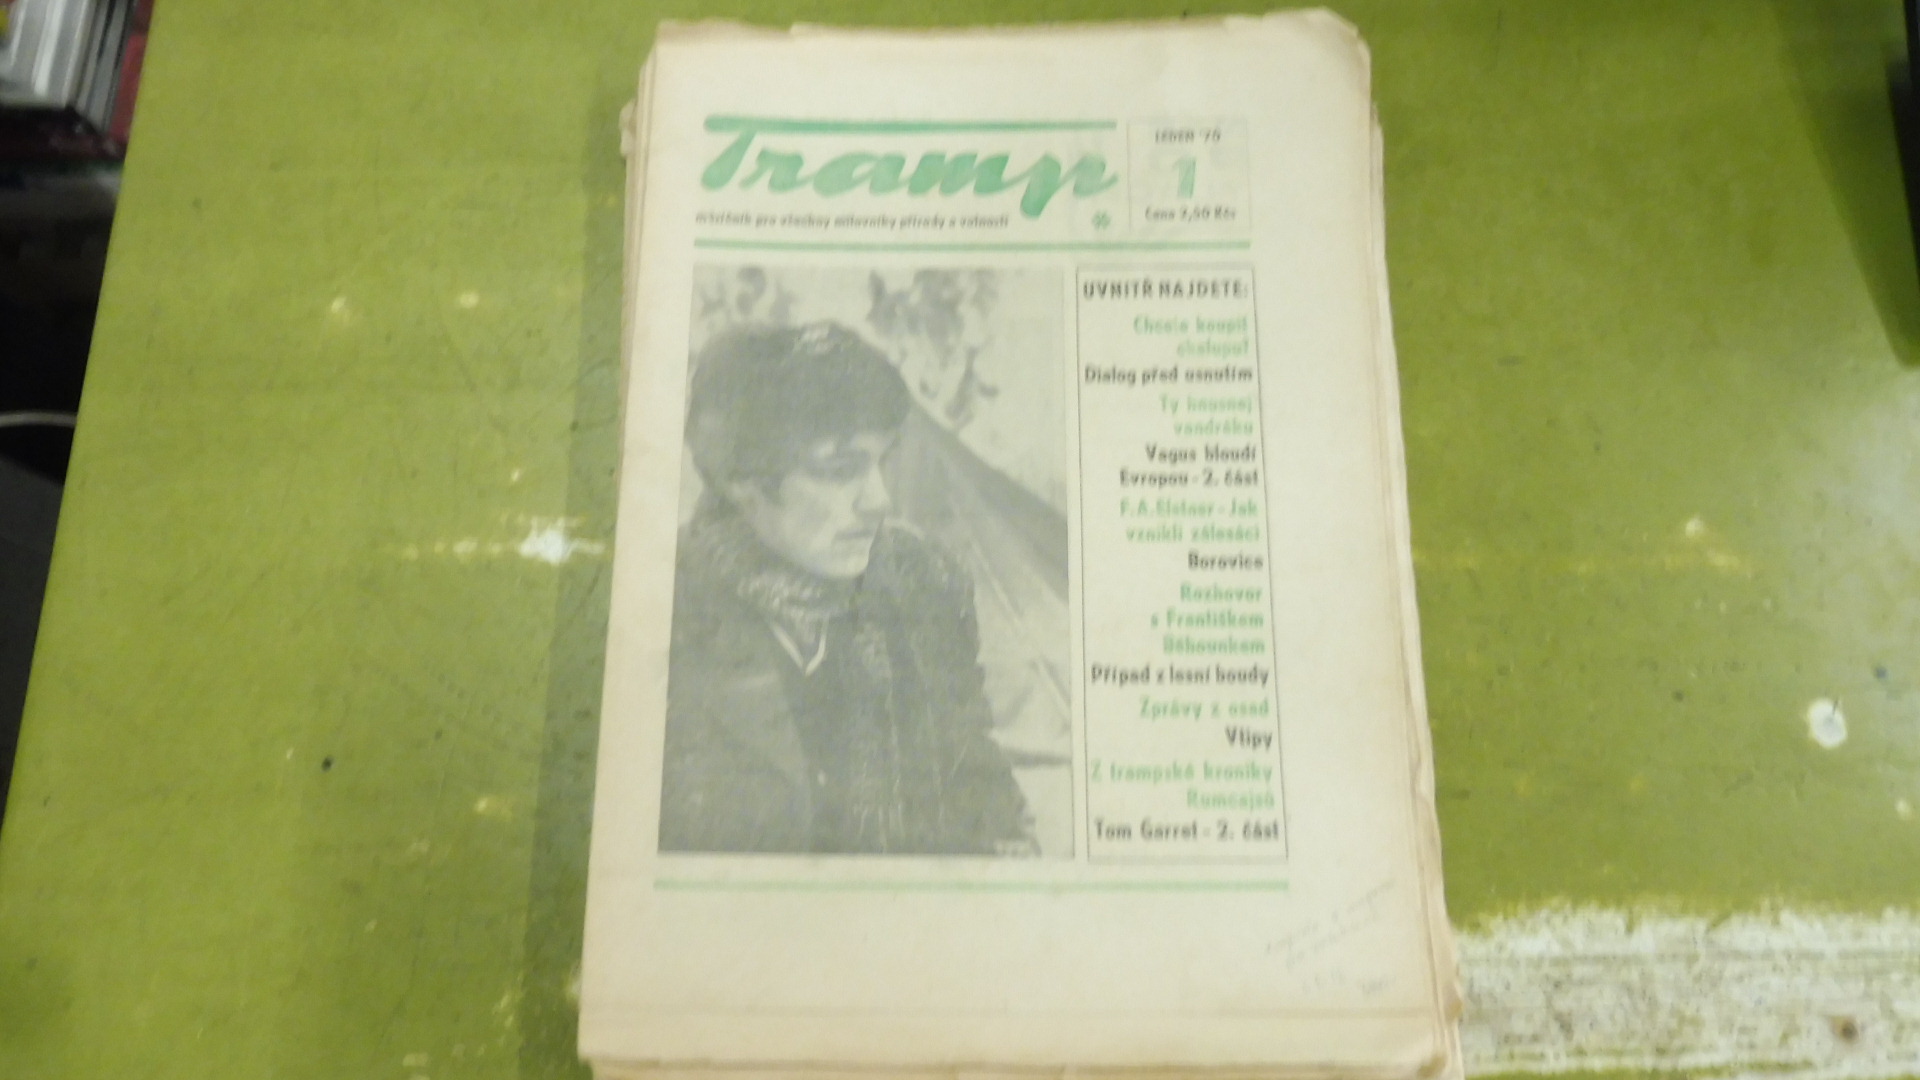 Tramp
LEDEN '70
1
Cena 2,50 Kčs
měsíčník pro všechny milovníky přírody a volnosti
UVNITŘ NAJDETE:
Chcete koupit
chalupu?
Dialog před usnutím
Ty hnusnej
vandráku
Vagus bloudí
Evropou - 2. část
F.A.Elstner - Jak
vznikli zálesáci
Borovice
Rozhovor
s Františkem
Běhounkem
Případ z lesní boudy
Zprávy z osad
Vtipy
Z trampské kroniky
Rumcajsů
Tom Garret - 2. část